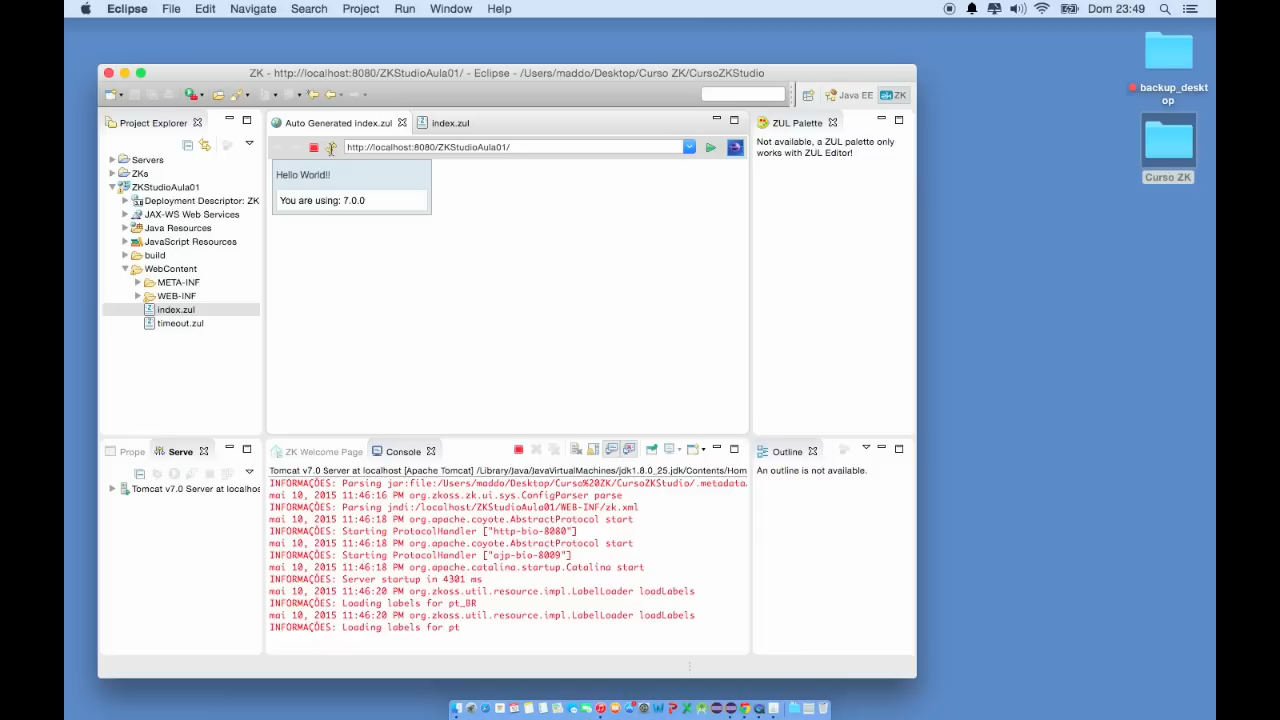 Eclipse File Edit Navigate Search Project Run Window Help
Dom 23:49
ZK - http://localhost:8080/ZKStudioAula01/ - Eclipse - /Users/maddo/Desktop/Curso ZK/CursoZKStudio
Java EE
ZK
backup_deskt
op
Curso ZK
Project Explorer
Servers
ZKs
ZKStudioAula01
Deployment Descriptor: ZK
JAX-WS Web Services
Java Resources
JavaScript Resources
build
WebContent
META-INF
WEB-INF
index.zul
timeout.zul
Auto Generated index.zul
index.zul
http://localhost:8080/ZKStudioAula01/
Hello World!!
You are using: 7.0.0
ZUL Palette
Not available, a ZUL palette only
works with ZUL Editor!
Prope
Serve
Tomcat v7.0 Server at localhos
ZK Welcome Page
Console
Tomcat v7.0 Server at localhost [Apache Tomcat] /Library/Java/JavaVirtualMachines/jdk1.8.0_25.jdk/Contents/Hom
INFORMAÇÕES: Parsing jar:file:/Users/maddo/Desktop/Curso%20ZK/CursoZKStudio/.metadata.
mai 10, 2015 11:46:16 PM org.zkoss.zk.ui.sys.ConfigParser parse
INFORMAÇÕES: Parsing jndi:/localhost/ZKStudioAula01/WEB-INF/zk.xml
mai 10, 2015 11:46:18 PM org.apache.coyote.AbstractProtocol start
INFORMAÇÕES: Starting ProtocolHandler ["http-bio-8080"]
mai 10, 2015 11:46:18 PM org.apache.coyote.AbstractProtocol start
INFORMAÇÕES: Starting ProtocolHandler ["ajp-bio-8009"]
mai 10, 2015 11:46:18 PM org.apache.catalina.startup.Catalina start
INFORMAÇÕES: Server startup in 4301 ms
mai 10, 2015 11:46:20 PM org.zkoss.util.resource.impl.LabelLoader loadLabels
INFORMAÇÕES: Loading labels for pt_BR
mai 10, 2015 11:46:20 PM org.zkoss.util.resource.impl.LabelLoader loadLabels
INFORMAÇÕES: Loading labels for pt
Outline
An outline is not available.